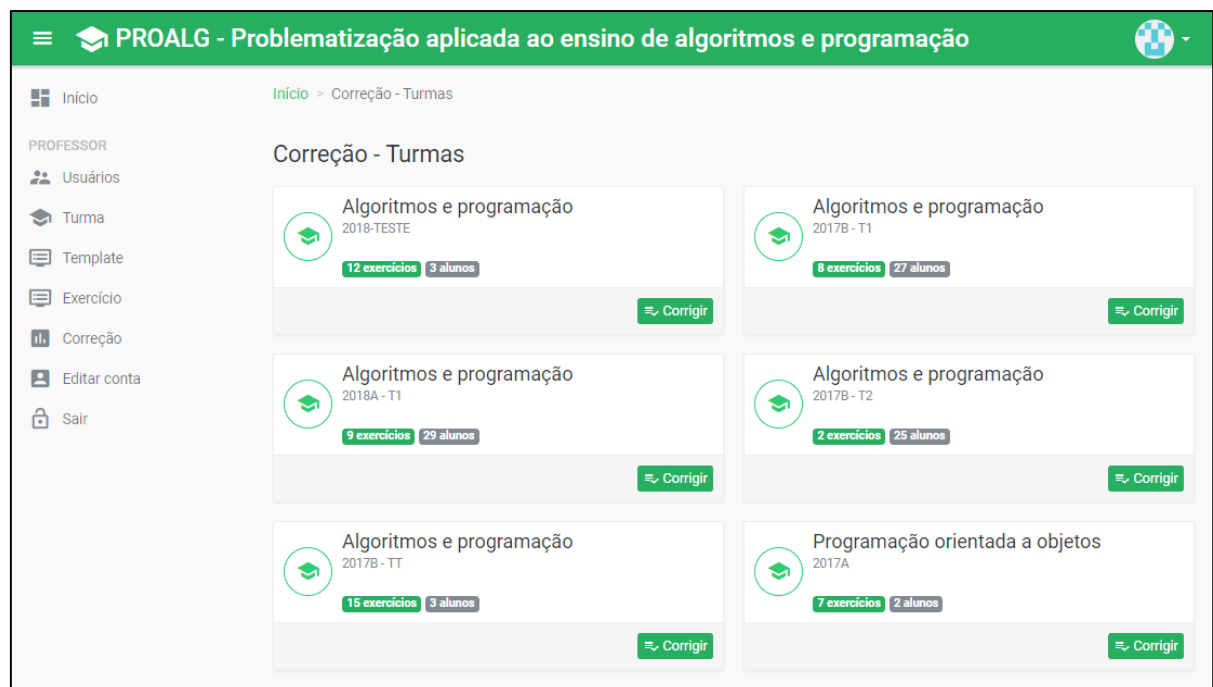 PROALG - Problematização aplicada ao ensino de algoritmos e programação
Início
PROFESSOR
Usuários
Turma
Template
Exercício
Correção
Editar conta
Sair
Início > Correção - Turmas
Correção - Turmas
Algoritmos e programação
2018-TESTE
12 exercícios 3 alunos
Corrigir
Algoritmos e programação
2017B - T1
8 exercícios 27 alunos
Corrigir
Algoritmos e programação
2018A - T1
9 exercícios 29 alunos
Corrigir
Algoritmos e programação
2017B - T2
2 exercícios 25 alunos
Corrigir
Algoritmos e programação
2017B - TT
15 exercícios 3 alunos
Corrigir
Programação orientada a objetos
2017A
7 exercícios 2 alunos
Corrigir